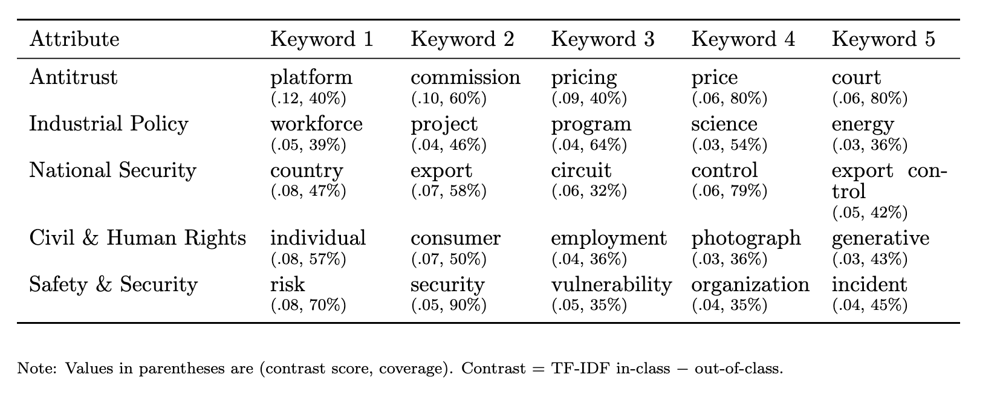 Attribute Keyword 1 Keyword 2 Keyword 3 Keyword 4 Keyword 5
Antitrust platform commission pricing price court
(.12, 40%) (.10, 60%) (.09, 40%) (.06, 80%) (.06, 80%)
Industrial Policy workforce project program science energy
(.05, 39%) (.04, 46%) (.04, 64%) (.03, 54%) (.03, 36%)
National Security country export circuit control export con-
(.08, 47%) (.07, 58%) (.06, 32%) (.06, 79%) trol
(.05, 42%)
Civil & Human Rights individual consumer employment photograph generative
(.08, 57%) (.07, 50%) (.04, 36%) (.03, 36%) (.03, 43%)
Safety & Security risk security vulnerability organization incident
(.08, 70%) (.05, 90%) (.05, 35%) (.04, 35%) (.04, 45%)
Note: Values in parentheses are (contrast score, coverage). Contrast = TF-IDF in-class − out-of-class.